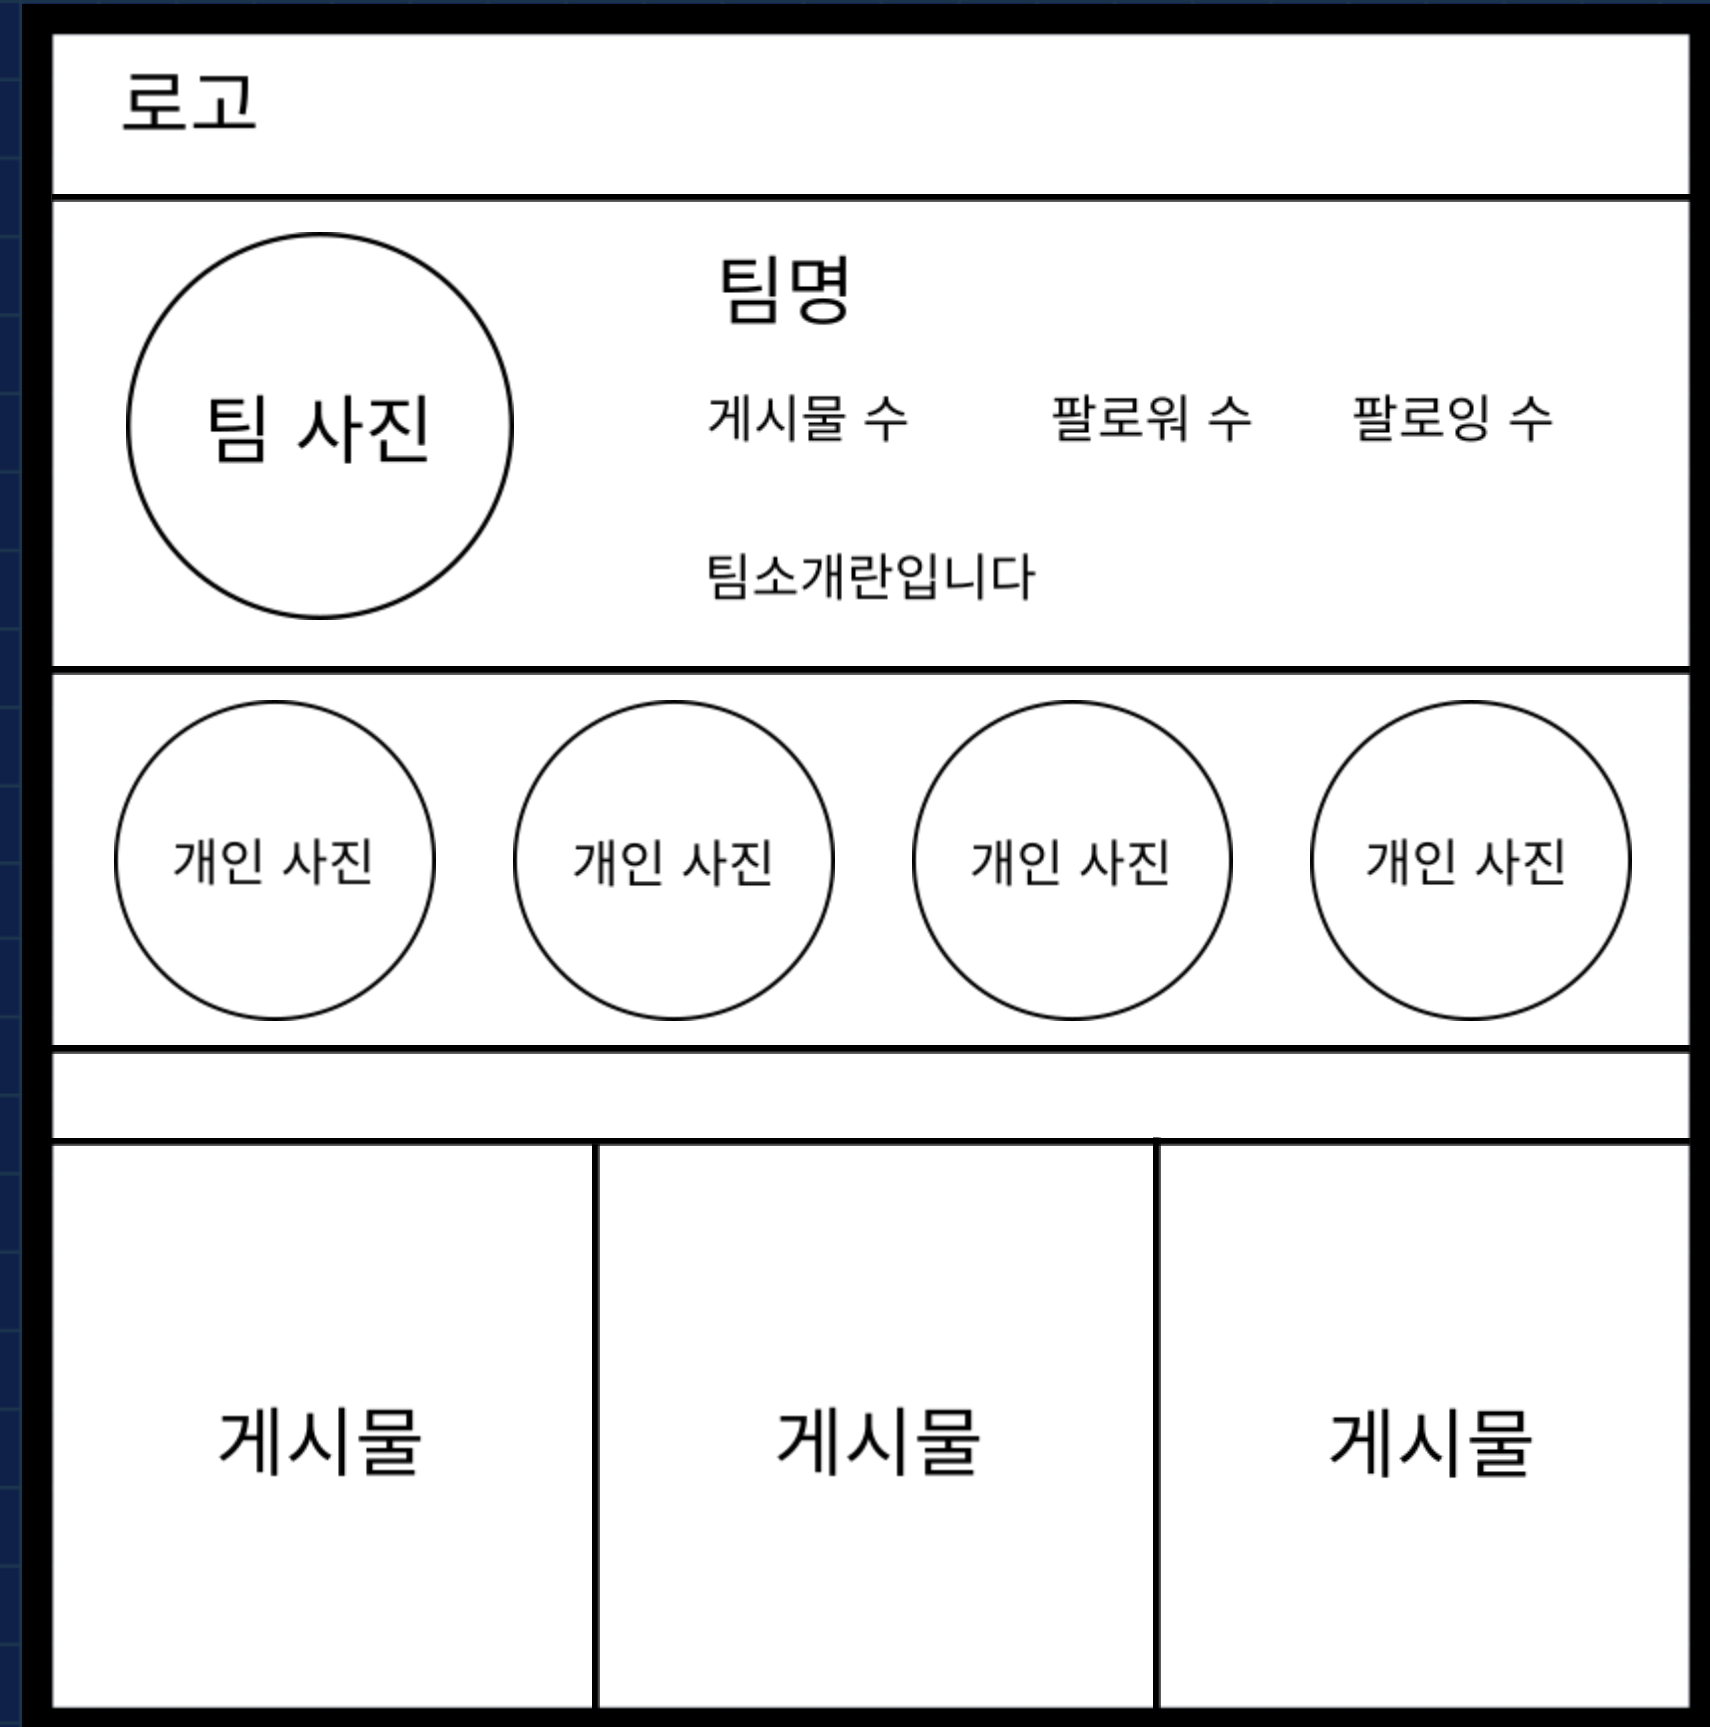 로고
팀명
팀 사진
게시물 수 팔로워 수 팔로잉 수
팀소개란입니다
개인 사진 개인 사진 개인 사진 개인 사진
게시물 게시물 게시물